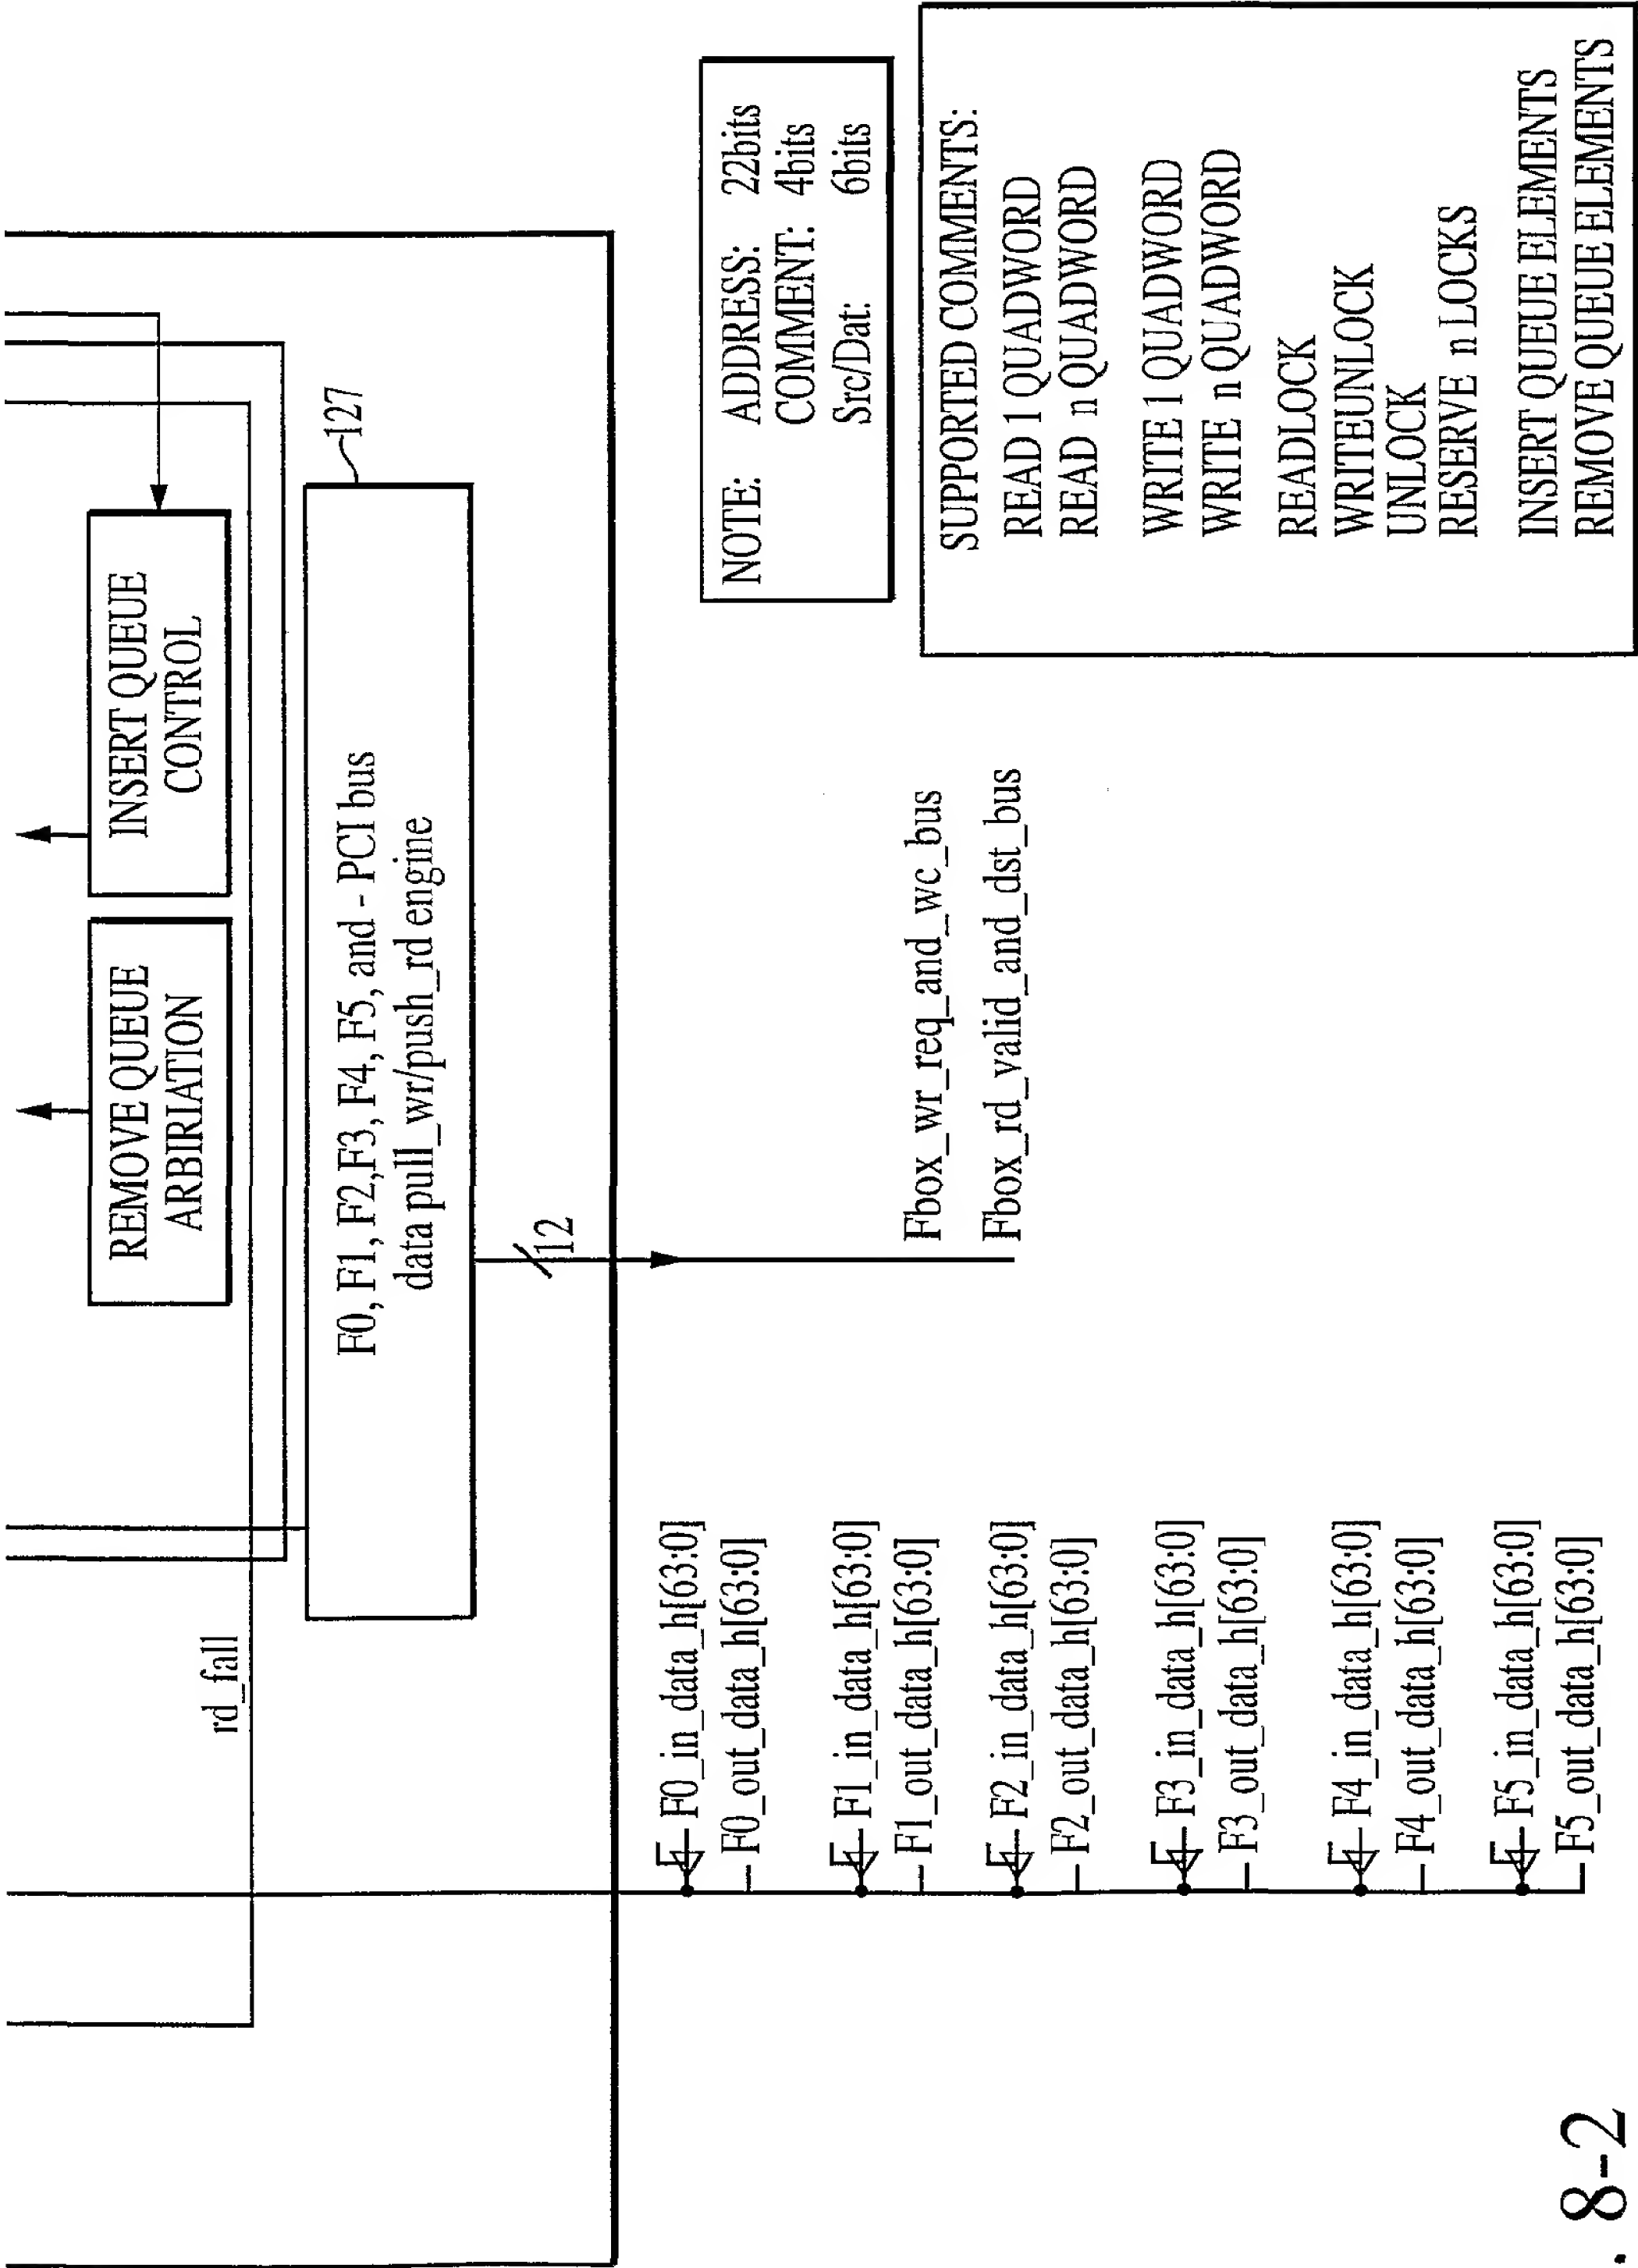 REMOVE QUEUE
ARBIRIATION
INSERT QUEUE
CONTROL
rd_fall
127
F0, F1, F2,F3, F4, F5, and - PCI bus
data pull_wr/push_rd engine
12
F0_in_data_h[63:0]
F0_out_data_h[63:0]
F1_in_data_h[63:0]
F1_out_data_h[63:0]
F2_in_data_h[63:0]
F2_out_data_h[63:0]
F3_in_data_h[63:0]
F3_out_data_h[63:0]
F4_in_data_h[63:0]
F4_out_data_h[63:0]
F5_in_data_h[63:0]
F5_out_data_h[63:0]
Fbox_wr_req_and_wc_bus
Fbox_rd_valid_and_dst_bus
NOTE: ADDRESS: 22bits
COMMENT: 4bits
Src/Dat: 6bits
SUPPORTED COMMENTS:
READ 1 QUADWORD
READ n QUADWORD
WRITE 1 QUADWORD
WRITE n QUADWORD
READLOCK
WRITEUNLOCK
UNLOCK
RESERVE n LOCKS
INSERT QUEUE ELEMENTS
REMOVE QUEUE ELEMENTS
. 8-2